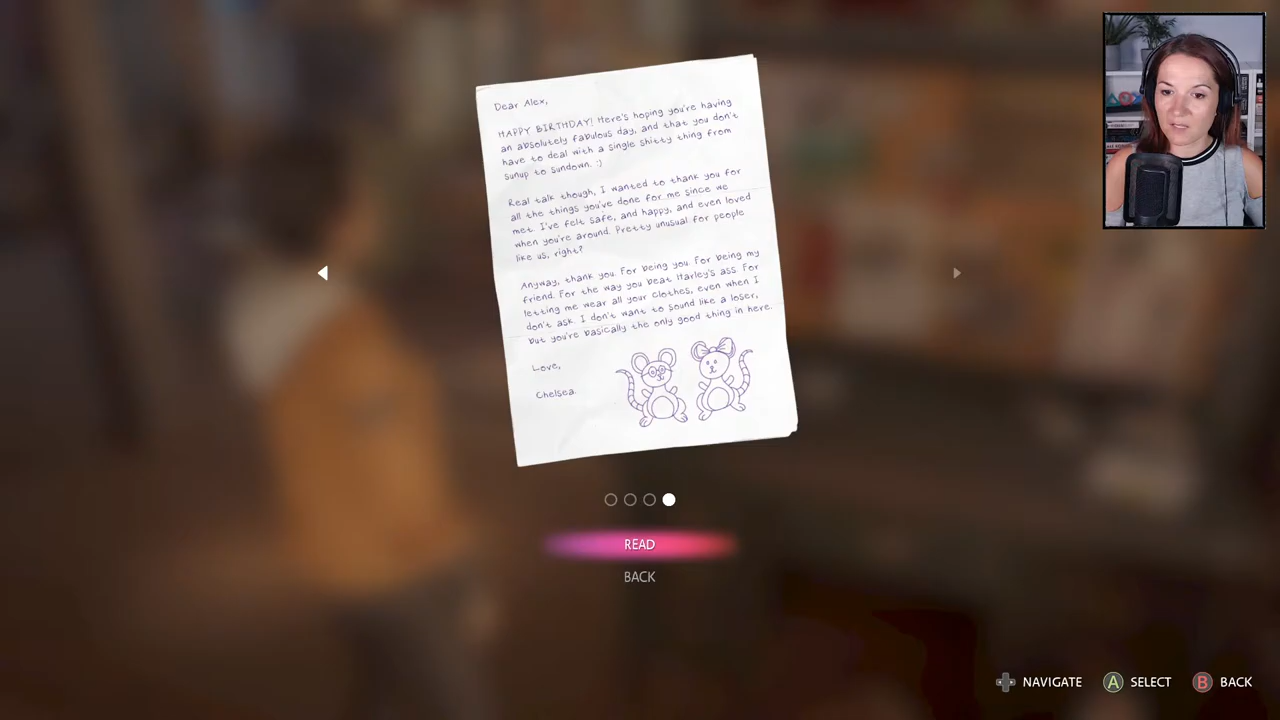 Dear Alex,
HAPPY BIRTHDAY! Here's hoping you're having
an absolutely fabulous day, and that you don't
have to deal with a single shitty thing from
sunup to sundown. :)
Real talk though, I wanted to thank you for
all the things you've done for me since we
met. I've felt safe, and happy, and even loved
when you're around. Pretty unusual for people
like us, right?
Anyway, thank you. For being you. For being my
friend. For the way you beat Harley's ass. For
letting me wear all your clothes, even when I
don't ask. I don't want to sound like a loser,
but you're basically the only good thing in here.
Love,
Chelsea.
READ
BACK
NAVIGATE
A SELECT
B BACK